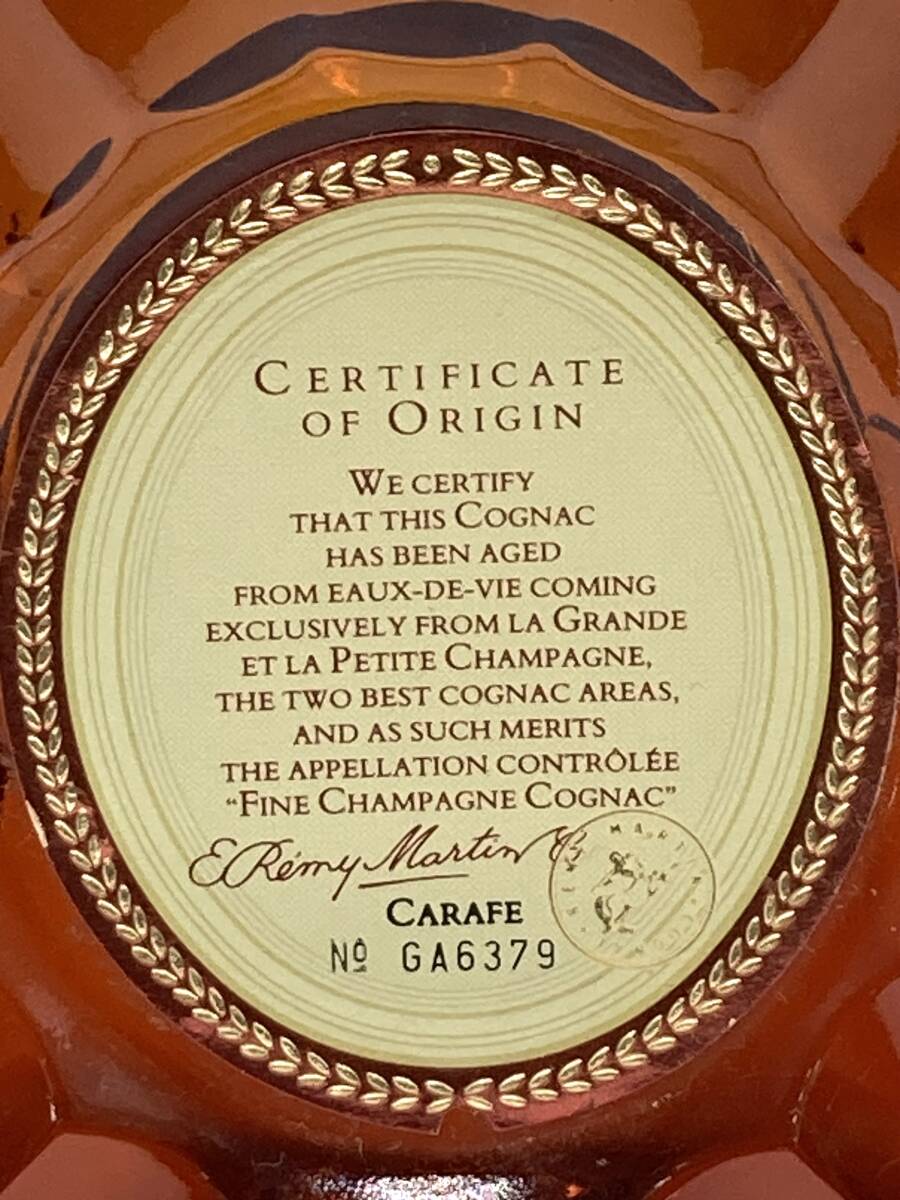 CERTIFICATE
OF ORIGIN
WE CERTIFY
THAT THIS COGNAC
HAS BEEN AGED
FROM EAUX-DE-VIE COMING
EXCLUSIVELY FROM LA GRANDE
ET LA PETITE CHAMPAGNE,
THE TWO BEST COGNAC AREAS,
AND AS SUCH MERITS
THE APPELLATION CONTRÔLÉE
“FINE CHAMPAGNE COGNAC”
E. Rémy Martin &
CARAFE
Nº GA6379